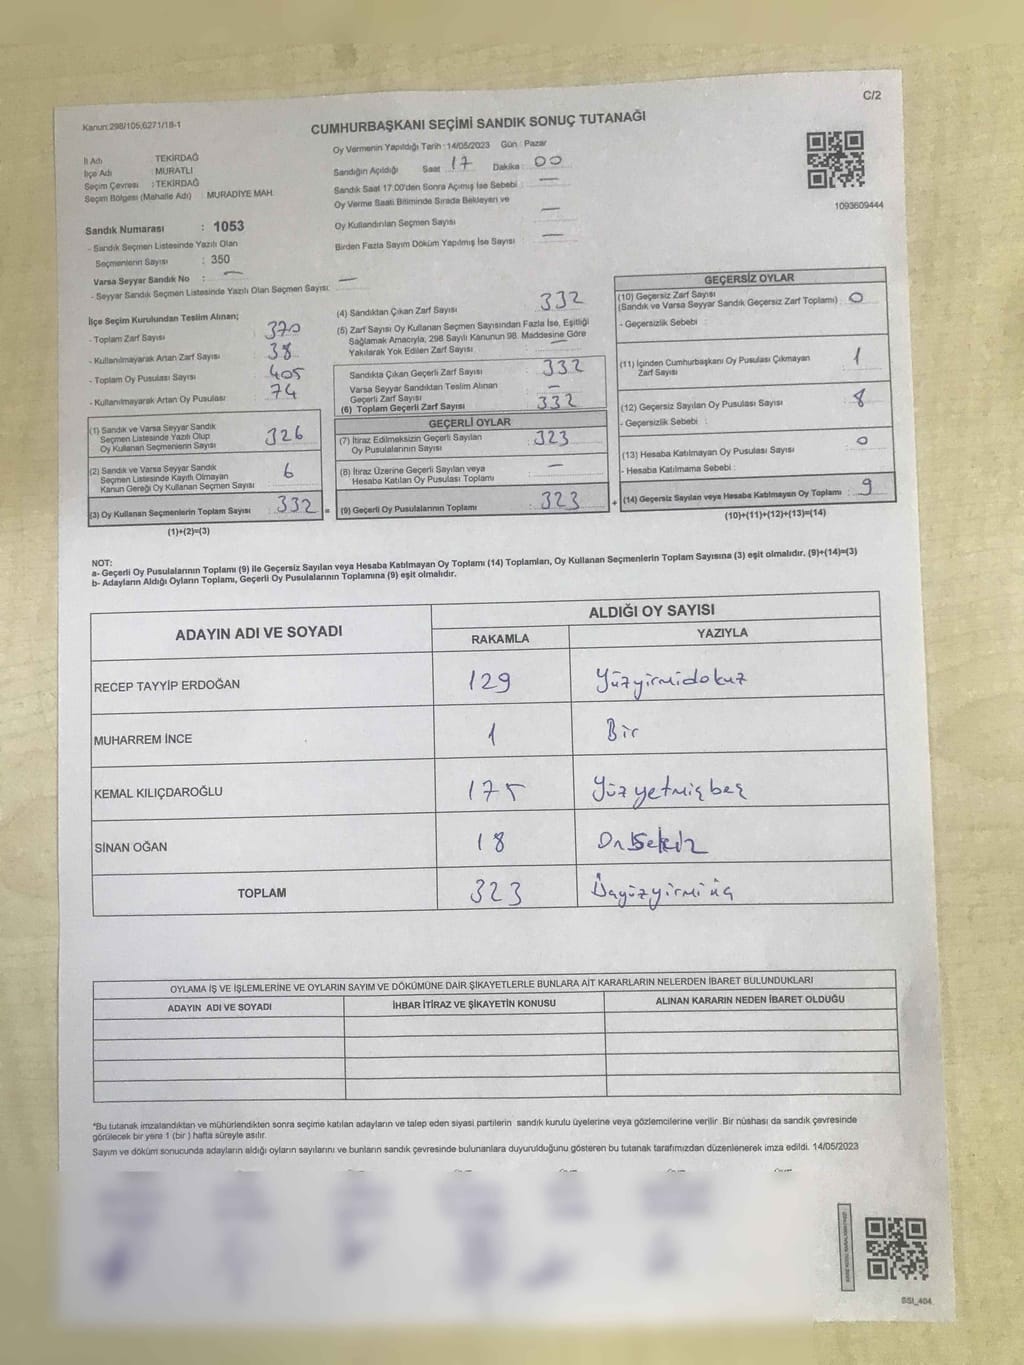 C/2
Kanun:298/105,6271/18-1
CUMHURBAŞKANI SEÇİMİ SANDIK SONUÇ TUTANAĞI
İl Adı : TEKİRDAĞ
İlçe Adı : MURATLI
Seçim Çevresi : TEKİRDAĞ
Seçim Bölgesi (Mahalle Adı) : MURADİYE MAH.
Sandık Numarası : 1053
- Sandık Seçmen Listesinde Yazılı Olan
Seçmenlerin Sayısı : 350
Varsa Seyyar Sandık No : —
- Seyyar Sandık Seçmen Listesinde Yazılı Olan Seçmen Sayısı: —
Oy Vermenin Yapıldığı Tarih : 14/05/2023 Gün : Pazar
Sandığın Açıldığı Saat : 17 Dakika : 00
Sandık Saat 17.00'den Sonra Açılmış İse Sebebi : —
Oy Verme Saati Bitiminde Sırada Bekleyen ve
Oy Kullandırılan Seçmen Sayısı —
Birden Fazla Sayım Döküm Yapılmış İse Sayısı : —
1093609444
İlçe Seçim Kurulundan Teslim Alınan;
- Toplam Zarf Sayısı : 370
- Kullanılmayarak Artan Zarf Sayısı : 38
- Toplam Oy Pusulası Sayısı : 405
- Kullanılmayarak Artan Oy Pusulası : 74
(1) Sandık ve Varsa Seyyar Sandık
Seçmen Listesinde Yazılı Olup
Oy Kullanan Seçmenlerin Sayısı : 326
(2) Sandık ve Varsa Seyyar Sandık
Seçmen Listesinde Kayıtlı Olmayan
Kanun Gereği Oy Kullanan Seçmen Sayısı : 6
(3) Oy Kullanan Seçmenlerin Toplam Sayısı : 332 =
(1)+(2)=(3)
(4) Sandıktan Çıkan Zarf Sayısı : 332
(5) Zarf Sayısı Oy Kullanan Seçmen Sayısından Fazla İse, Eşitliği
Sağlamak Amacıyla, 298 Sayılı Kanunun 98. Maddesine Göre
Yakılarak Yok Edilen Zarf Sayısı : —
Sandıkta Çıkan Geçerli Zarf Sayısı : 332
Varsa Seyyar Sandıktan Teslim Alınan
Geçerli Zarf Sayısı : —
(6) Toplam Geçerli Zarf Sayısı : 332
GEÇERLİ OYLAR
(7) İtiraz Edilmeksizin Geçerli Sayılan
Oy Pusulası Sayısı : 323
(8) İtiraz Üzerine Geçerli Sayılan veya
Hesaba Katılan Oy Pusulası Toplamı : —
(9) Geçerli Oy Pusulalarının Toplamı : 323 +
GEÇERSİZ OYLAR
(10) Geçersiz Zarf Sayısı
(Sandık ve Varsa Seyyar Sandık Geçersiz Zarf Toplamı) : 0
- Geçersizlik Sebebi :
(11) İçinden Cumhurbaşkanı Oy Pusulası Çıkmayan
Zarf Sayısı : 1
(12) Geçersiz Sayılan Oy Pusulası Sayısı : 8
- Geçersizlik Sebebi :
(13) Hesaba Katılmayan Oy Pusulası Sayısı : 0
- Hesaba Katılmama Sebebi :
(14) Geçersiz Sayılan veya Hesaba Katılmayan Oy Toplamı : 9
(10)+(11)+(12)+(13)=(14)
NOT:
a- Geçerli Oy Pusulalarının Toplamı (9) ile Geçersiz Sayılan veya Hesaba Katılmayan Oy Toplamı (14) Toplamları, Oy Kullanan Seçmenlerin Toplam Sayısına (3) eşit olmalıdır. (9)+(14)=(3)
b- Adayların Aldığı Oyların Toplamı, Geçerli Oy Pusulalarının Toplamına (9) eşit olmalıdır.
ADAYIN ADI VE SOYADI ALDIĞI OY SAYISI
RAKAMLA YAZIYLA
RECEP TAYYİP ERDOĞAN 129 Yüzyirmidokuz
MUHARREM İNCE 1 Bir
KEMAL KILIÇDAROĞLU 175 Yüzyetmişbeş
SİNAN OĞAN 18 OnSekiz
TOPLAM 323 Üçyüzyirmiüç
OYLAMA İŞ VE İŞLEMLERİNE VE OYLARIN SAYIM VE DÖKÜMÜNE DAİR ŞİKAYETLERLE BUNLARA AİT KARARLARIN NELERDEN İBARET BULUNDUKLARI
ADAYIN ADI VE SOYADI İHBAR İTİRAZ VE ŞİKAYETİN KONUSU ALINAN KARARIN NEDEN İBARET OLDUĞU
*Bu tutanak imzalandıktan ve mühürlendikten sonra seçime katılan adayların ve talep eden siyasi partilerin sandık kurulu üyelerine veya gözlemcilerine verilir. Bir nüshası da sandık çevresinde
görülecek bir yere 1 (bir ) hafta süreyle asılır.
Sayım ve döküm sonucunda adayların aldığı oyların sayılarını ve bunların sandık çevresinde bulunanlara duyurulduğunu gösteren bu tutanak tarafımızdan düzenlenerek imza edildi. 14/05/2023
SSI_404